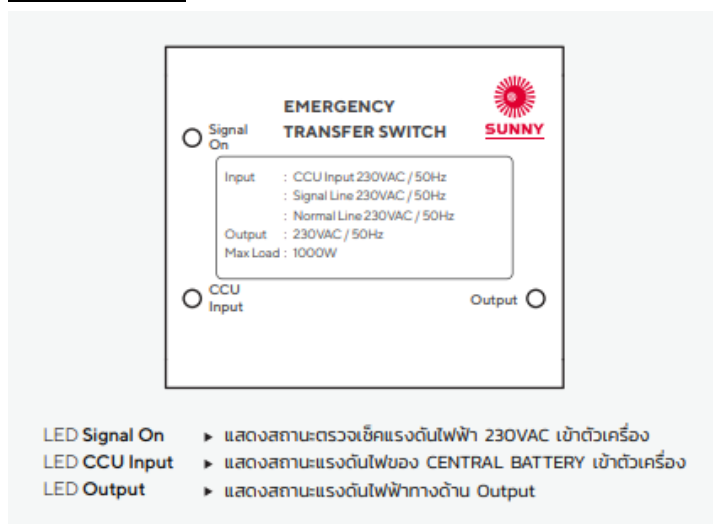 EMERGENCY
TRANSFER SWITCH
SUNNY
Signal
On
Input : CCU Input 230VAC / 50Hz
: Signal Line 230VAC / 50Hz
: Normal Line 230VAC / 50Hz
Output : 230VAC / 50Hz
Max Load : 1000W
CCU
Input
Output
LED Signal On ▸ แสดงสถานะตรวจเช็คแรงดันไฟฟ้า 230VAC เข้าตัวเครื่อง
LED CCU Input ▸ แสดงสถานะแรงดันไฟของ CENTRAL BATTERY เข้าตัวเครื่อง
LED Output ▸ แสดงสถานะแรงดันไฟฟ้าทางด้าน Output